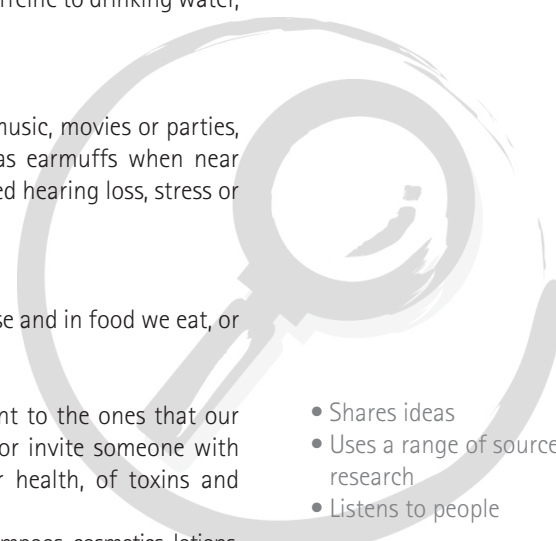 to drinking water,
music, movies or parties,
as earmuffs when near
ed hearing loss, stress or
se and in food we eat, or
nt to the ones that our
or invite someone with
r health, of toxins and
cosmetics, lotions,
• Shares ideas
• Uses a range of source
research
• Listens to people